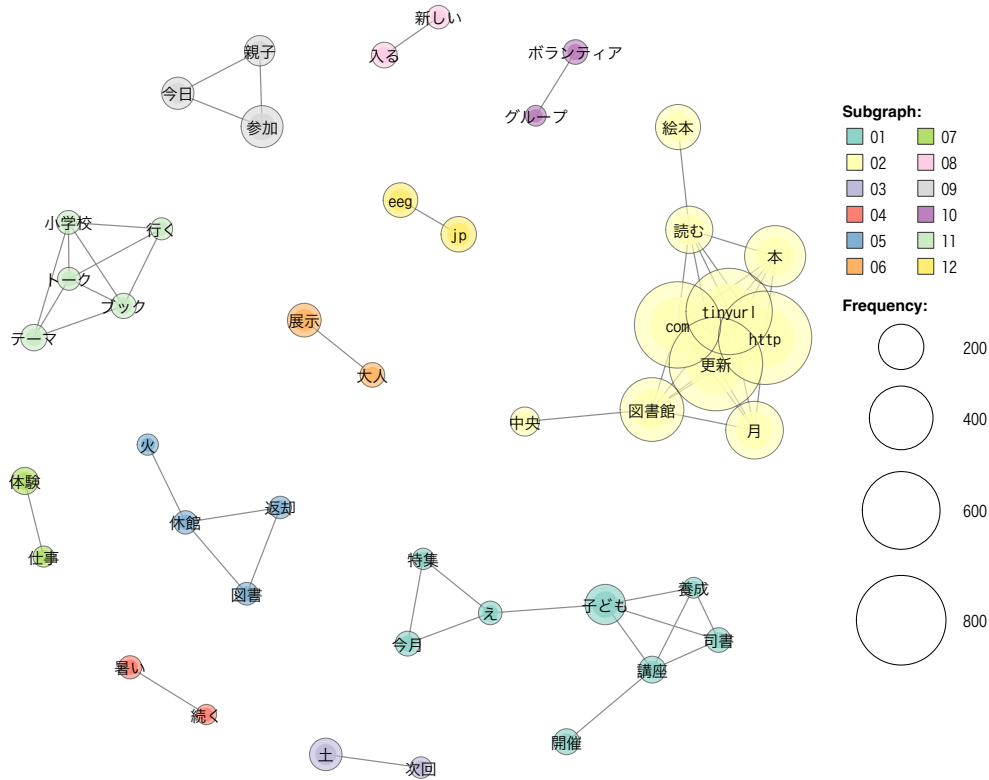 新しい
入る
親子
今日
参加
ボランティア
グループ
絵本
eeg
jp
小学校
行く
トーク
ブック
テーマ
読む
本
tinyurl
com
http
更新
図書館
月
中央
展示
大人
火
休館
返却
図書
体験
仕事
特集
え
今月
子ども
養成
司書
講座
開催
暑い
続く
土
次回
Subgraph:
01 07
02 08
03 09
04 10
05 11
06 12
Frequency:
200
400
600
800